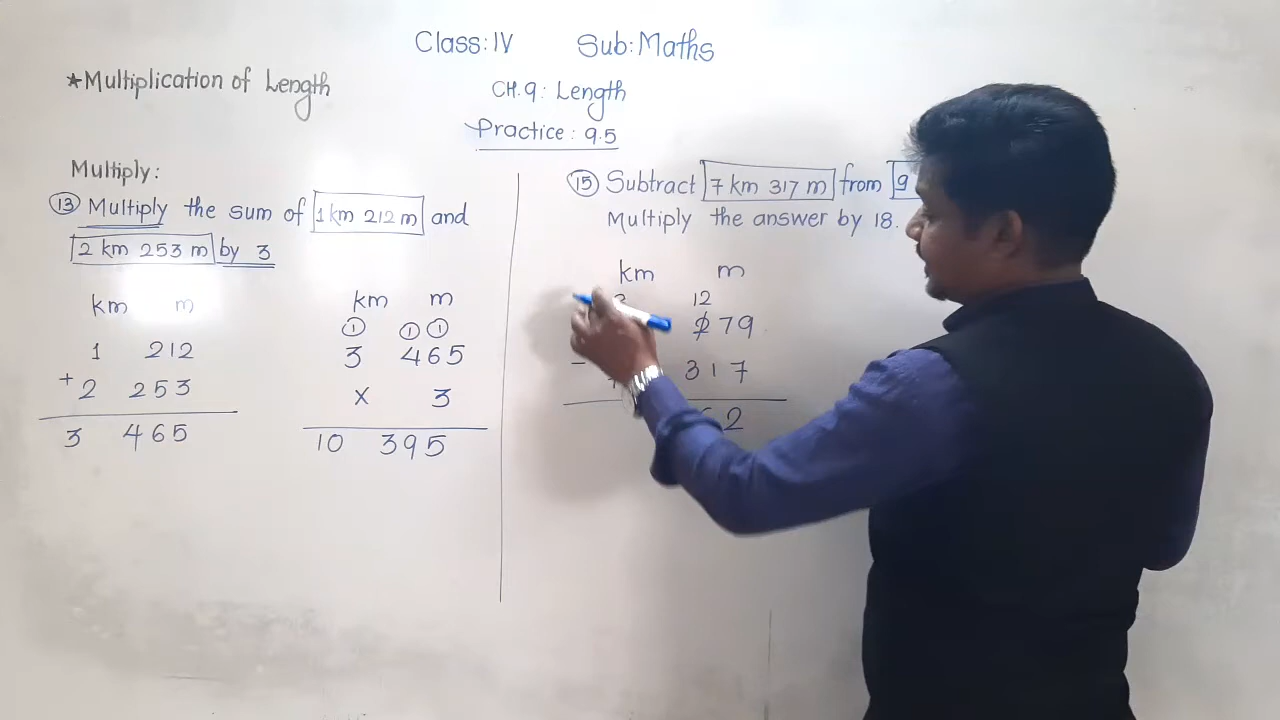 Class: IV Sub: Maths
*Multiplication of Length
CH.9: Length
Practice: 9.5
Multiply:
13 Multiply the sum of 1 km 212 m and
2 km 253 m by 3
km m
1 212
+2 253
3 465
km m
1 1 1
3 465
x 3
10 395
15 Subtract 7 km 317 m from 9
Multiply the answer by 18.
km m
12
279
- 7 317
62